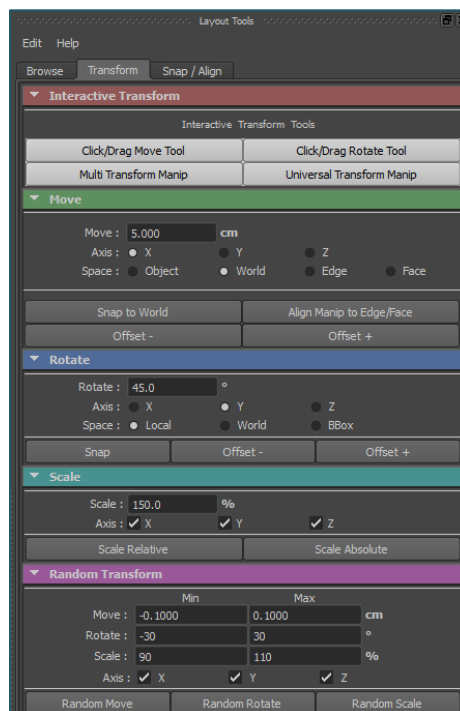 Layout Tools
Edit Help
Browse Transform Snap / Align
Interactive Transform
Interactive Transform Tools
Click/Drag Move Tool Click/Drag Rotate Tool
Multi Transform Manip Universal Transform Manip
Move
Move : 5.000 cm
Axis : X Y Z
Space : Object World Edge Face
Snap to World Align Manip to Edge/Face
Offset - Offset +
Rotate
Rotate : 45.0 °
Axis : X Y Z
Space : Local World BBox
Snap Offset - Offset +
Scale
Scale : 150.0 %
Axis : X Y Z
Scale Relative Scale Absolute
Random Transform
Min Max
Move : -0.1000 0.1000 cm
Rotate : -30 30 °
Scale : 90 110 %
Axis : X Y Z
Random Move Random Rotate Random Scale